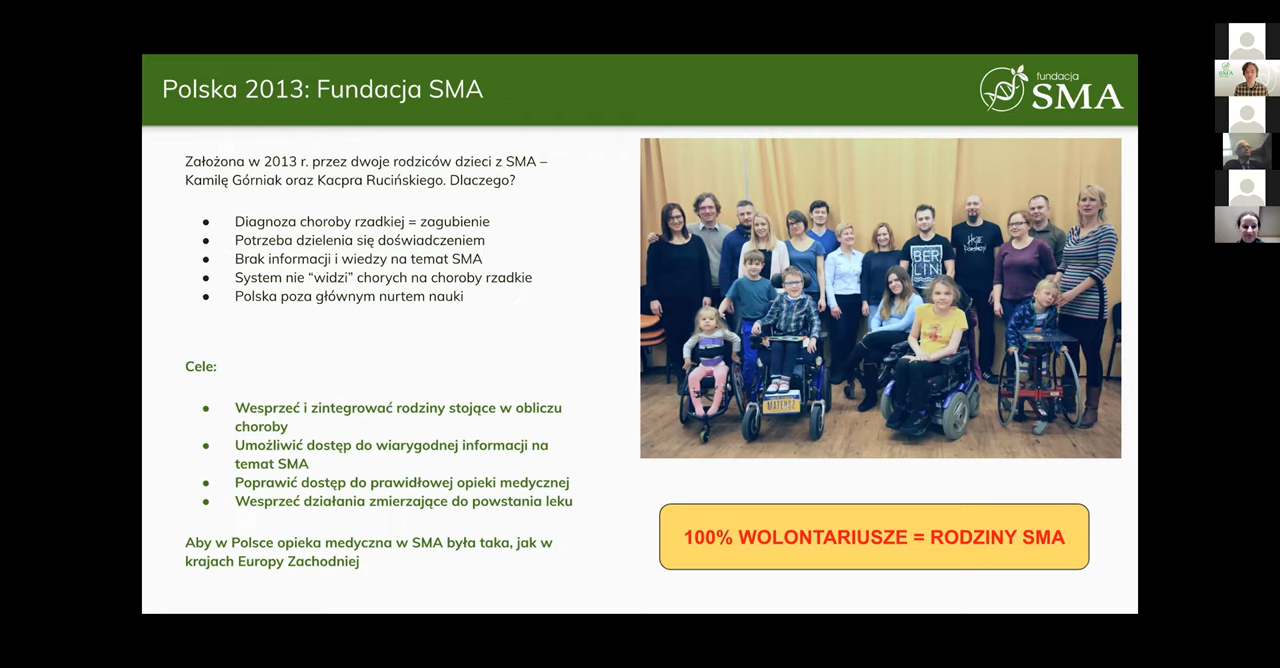 Polska 2013: Fundacja SMA
fundacja
SMA
Założona w 2013 r. przez dwoje rodziców dzieci z SMA –
Kamilę Górniak oraz Kacpra Rucińskiego. Dlaczego?
● Diagnoza choroby rzadkiej = zagubienie
● Potrzeba dzielenia się doświadczeniem
● Brak informacji i wiedzy na temat SMA
● System nie “widzi” chorych na choroby rzadkie
● Polska poza głównym nurtem nauki
Cele:
● Wesprzeć i zintegrować rodziny stojące w obliczu
choroby
● Umożliwić dostęp do wiarygodnej informacji na
temat SMA
● Poprawić dostęp do prawidłowej opieki medycznej
● Wesprzeć działania zmierzające do powstania leku
Aby w Polsce opieka medyczna w SMA była taka, jak w
krajach Europy Zachodniej
BER
LIN
MATEUSZ
100% WOLONTARIUSZE = RODZINY SMA
SMA